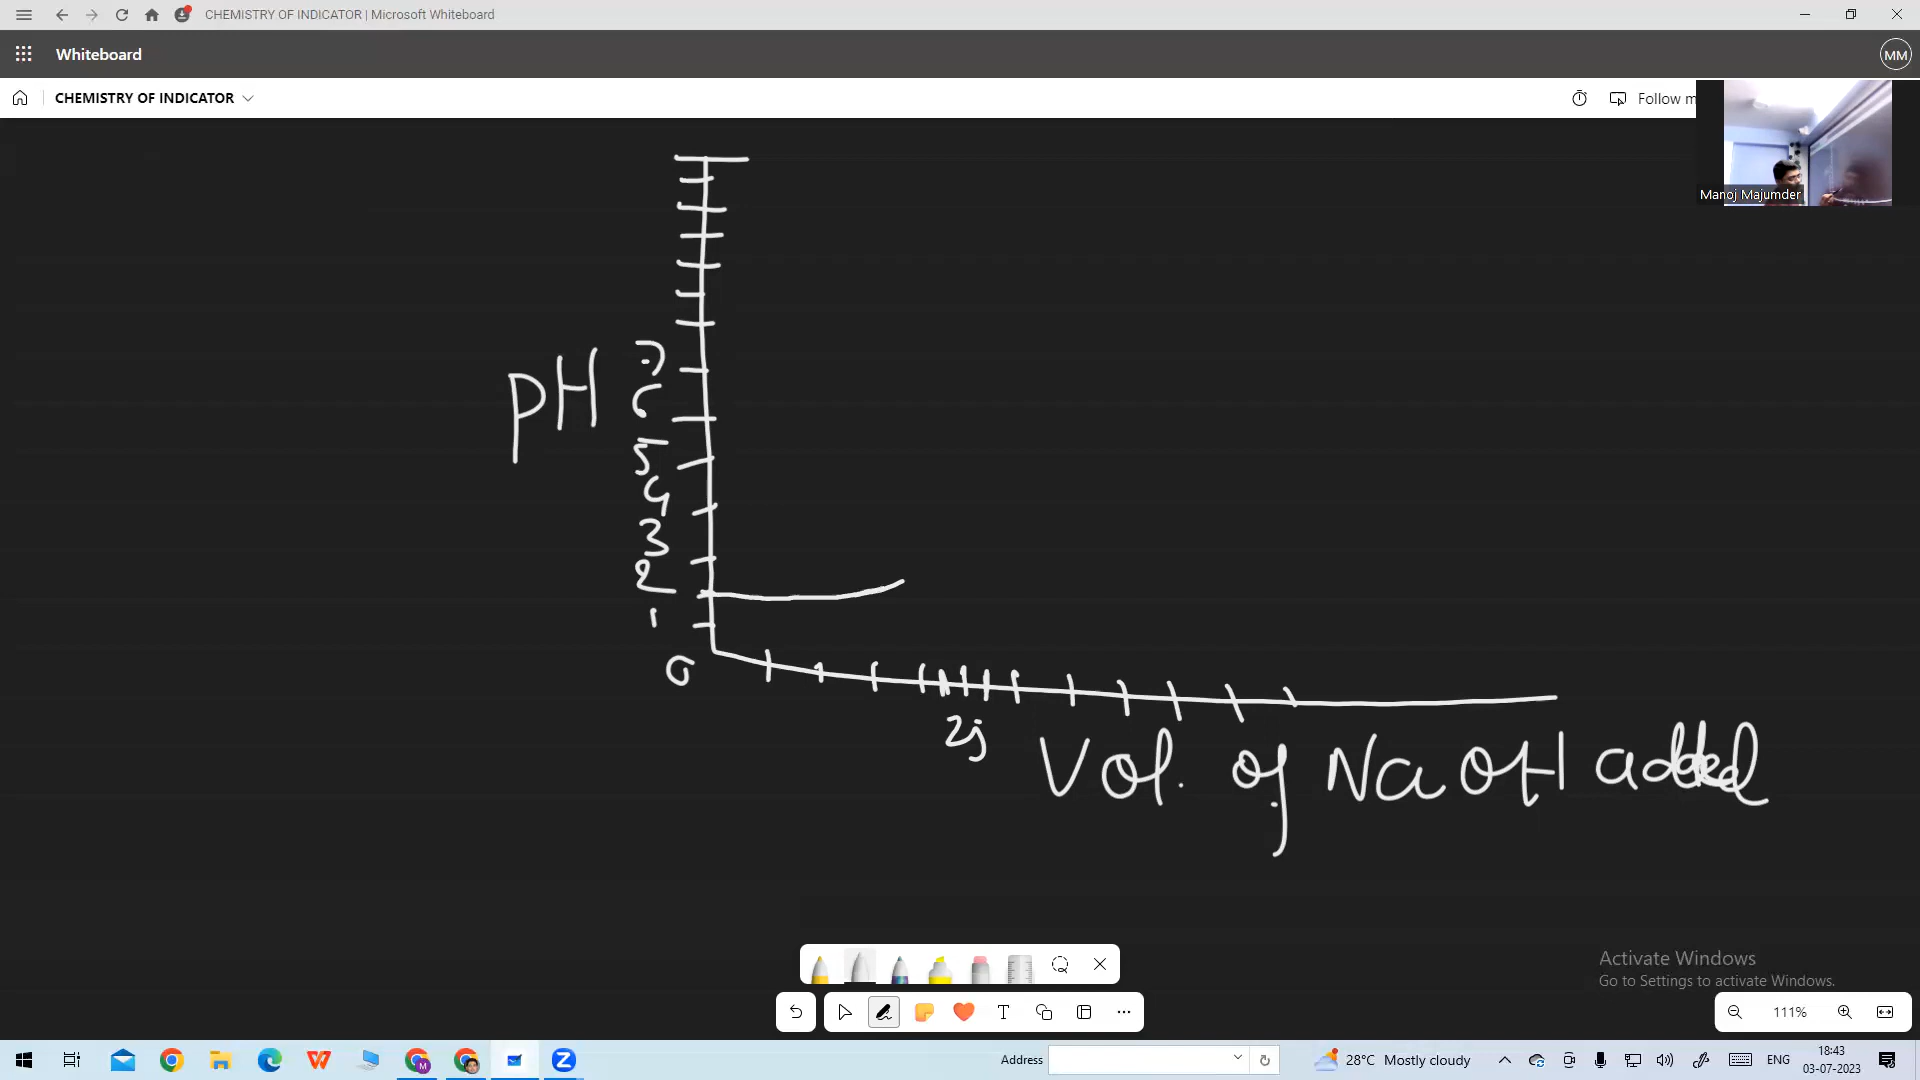 CHEMISTRY OF INDICATOR | Microsoft Whiteboard
Whiteboard
MM
CHEMISTRY OF INDICATOR
Follow m
Manoj Majumder
pH
7
6
5
4
3
2
1
0
25
Vol. of NaOH added
Activate Windows
Go to Settings to activate Windows.
111%
Address
28°C Mostly cloudy
ENG
18:43
03-07-2023